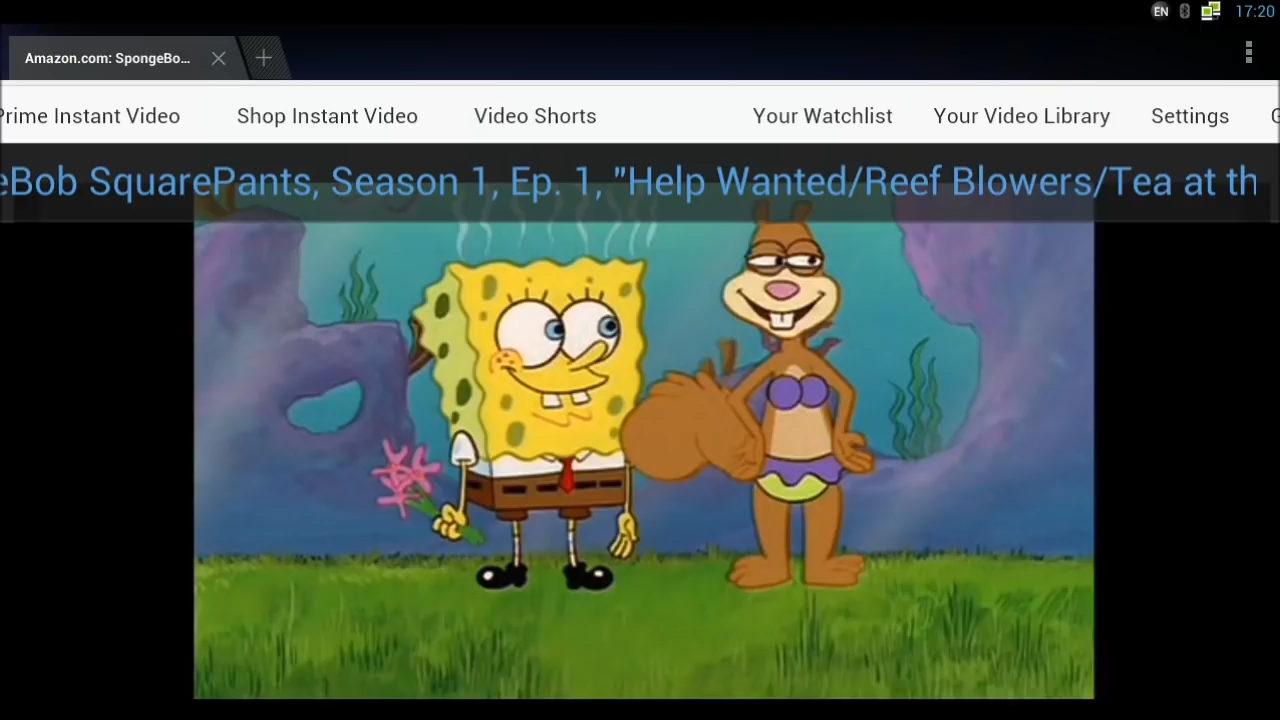 EN 17:20
Amazon.com: SpongeBo...
Prime Instant Video Shop Instant Video Video Shorts Your Watchlist Your Video Library Settings
eBob SquarePants, Season 1, Ep. 1, "Help Wanted/Reef Blowers/Tea at th